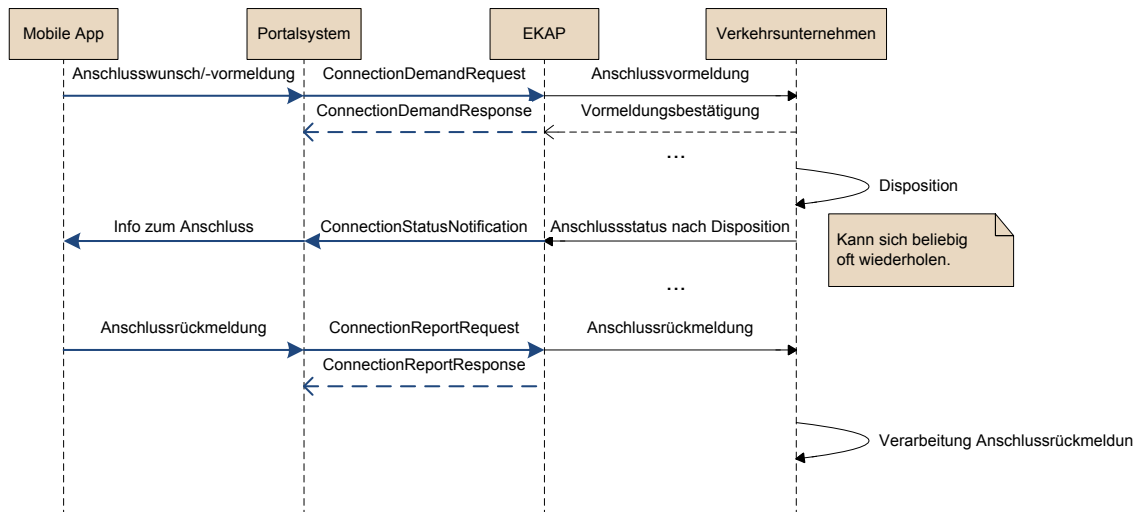 Mobile App
Portalsystem
EKAP
Verkehrsunternehmen
Anschlusswunsch/-vormeldung
ConnectionDemandRequest
Anschlussvormeldung
ConnectionDemandResponse
Vormeldungsbestätigung
...
Disposition
Info zum Anschluss
ConnectionStatusNotification
Anschlussstatus nach Disposition
Kann sich beliebig
oft wiederholen.
...
Anschlussrückmeldung
ConnectionReportRequest
Anschlussrückmeldung
ConnectionReportResponse
Verarbeitung Anschlussrückmeldun